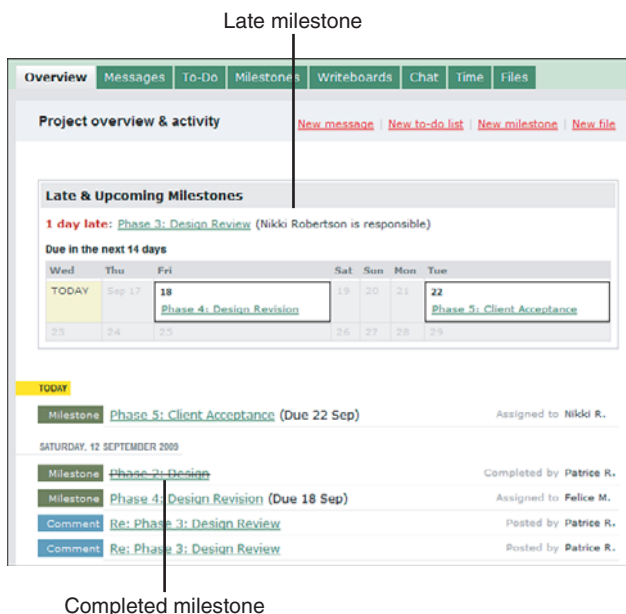 Late milestone
Overview Messages To-Do Milestones Writeboards Chat Time Files
Project overview & activity New message | New to-do list | New milestone | New file
Late & Upcoming Milestones
1 day late: Phase 3: Design Review (Nikki Robertson is responsible)
Due in the next 14 days
Wed Thu Fri Sat Sun Mon Tue
TODAY Sep 17 18 19 20 21 22
Phase 4: Design Revision Phase 5: Client Acceptance
23 24 25 26 27 28 29
TODAY
Milestone Phase 5: Client Acceptance (Due 22 Sep) Assigned to Nikki R.
SATURDAY, 12 SEPTEMBER 2009
Milestone Phase 2: Design Completed by Patrice R.
Milestone Phase 4: Design Revision (Due 18 Sep) Assigned to Felice M.
Comment Re: Phase 3: Design Review Posted by Patrice R.
Comment Re: Phase 3: Design Review Posted by Patrice R.
Completed milestone